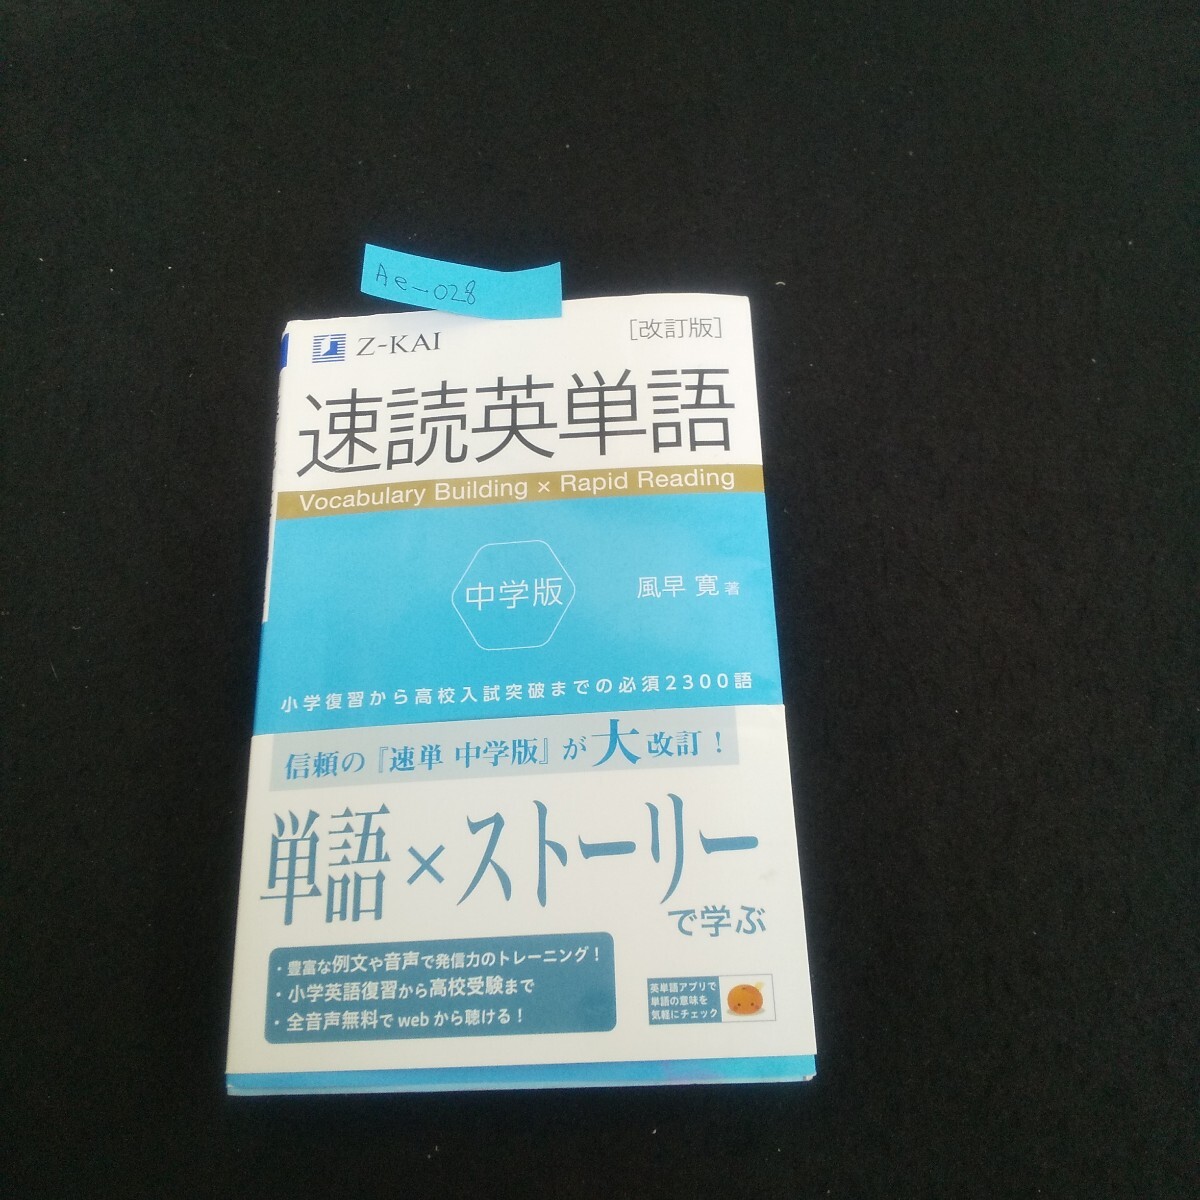 Ae-028
Z-KAI
[改訂版]
速読英単語
Vocabulary Building × Rapid Reading
中学版
風早 寛 著
小学復習から高校入試突破までの必須2300語
信頼の『速単 中学版』が大改訂！
単語×ストーリー
で学ぶ
・豊富な例文や音声で発信力のトレーニング！
・小学英語復習から高校受験まで
・全音声無料でwebから聴ける！
英単語アプリで
単語の意味を
気軽にチェック